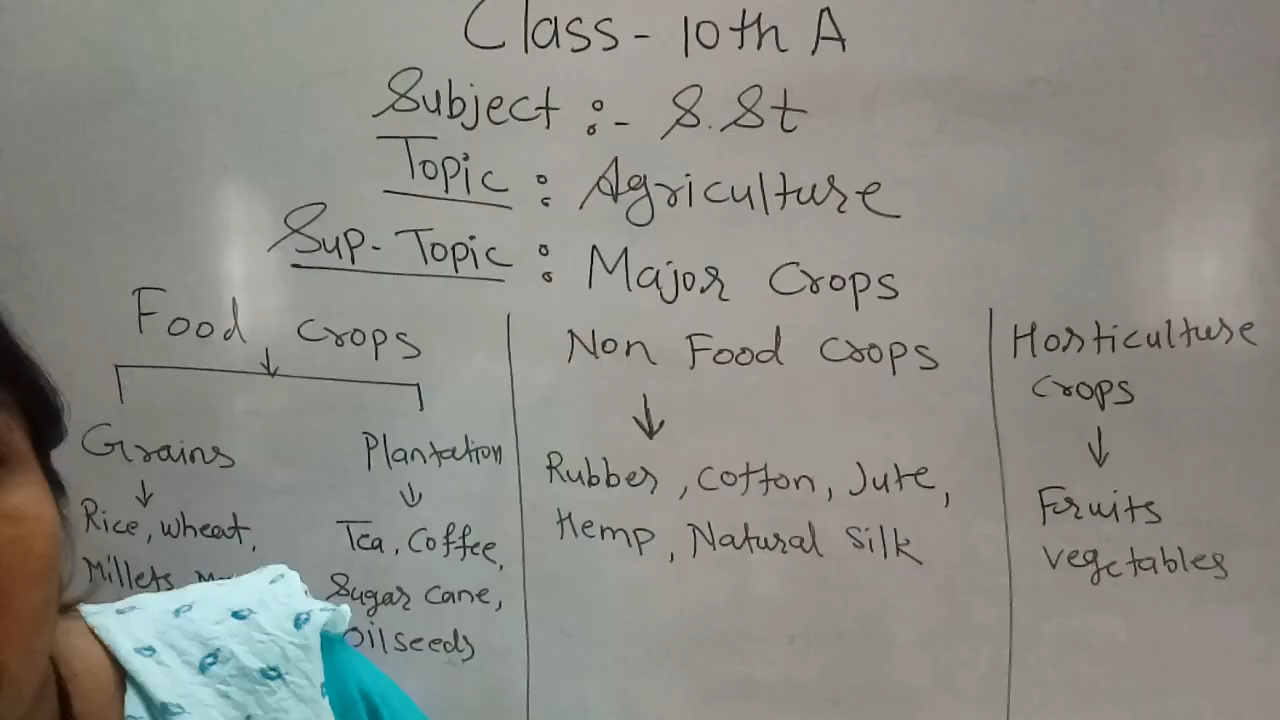 Class - 10th A
Subject :- S.St
Topic : Agriculture
Sup-Topic : Major Crops
Food crops
Grains
Rice, wheat,
Millets
Plantation
Tea, Coffee,
Sugar cane,
Oilseeds
Non Food crops
Rubber, cotton, Jute,
Hemp, Natural silk
Horticulture
crops
Fruits
vegetables